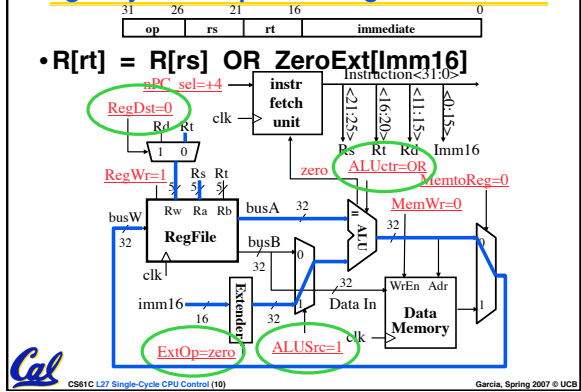 31 26 21 16 0
op rs rt immediate
• R[rt] = R[rs] OR ZeroExt[Imm16]
nPC_sel=+4
instr fetch unit
Instruction<31:0>
<21:25>
<16:20>
<11:15>
<0:15>
Rs Rt Rd Imm16
clk
RegDst=0
Rd Rt
1 0
RegWr=1
Rs Rt
5 5 5
zero
ALUctr=OR
MemtoReg=0
MemWr=0
busW
32
Rw Ra Rb
RegFile
busA
32
busB
32
clk
=
ALU
32
0
1
imm16
16
Extender
32
0
1
32
Data In
WrEn Adr
Data Memory
clk
ExtOp=zero
ALUSrc=1
Cal
CS61C L27 Single-Cycle CPU Control (10)
Garcia, Spring 2007 © UCB